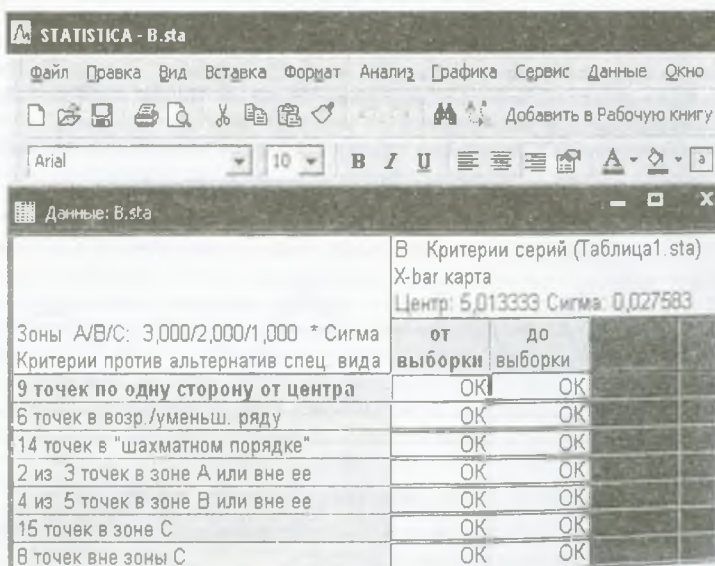 STATISTICA - B.sta
Файл Правка Вид Вставка Формат Анализ Графика Сервис Данные Окно
Добавить в Рабочую книгу
Arial 10 B I U A a
Данные: B.sta
B Критерии серий (Таблица1.sta)
X-bar карта
Центр: 5,013333 Сигма: 0,027583
Зоны A/B/C: 3,000/2,000/1,000 * Сигма от до
Критерии против альтернатив спец. вида выборки выборки
9 точек по одну сторону от центра OK OK
6 точек в возр./уменьш. ряду OK OK
14 точек в "шахматном порядке" OK OK
2 из 3 точек в зоне A или вне ее OK OK
4 из 5 точек в зоне B или вне ее OK OK
15 точек в зоне C OK OK
8 точек вне зоны C OK OK